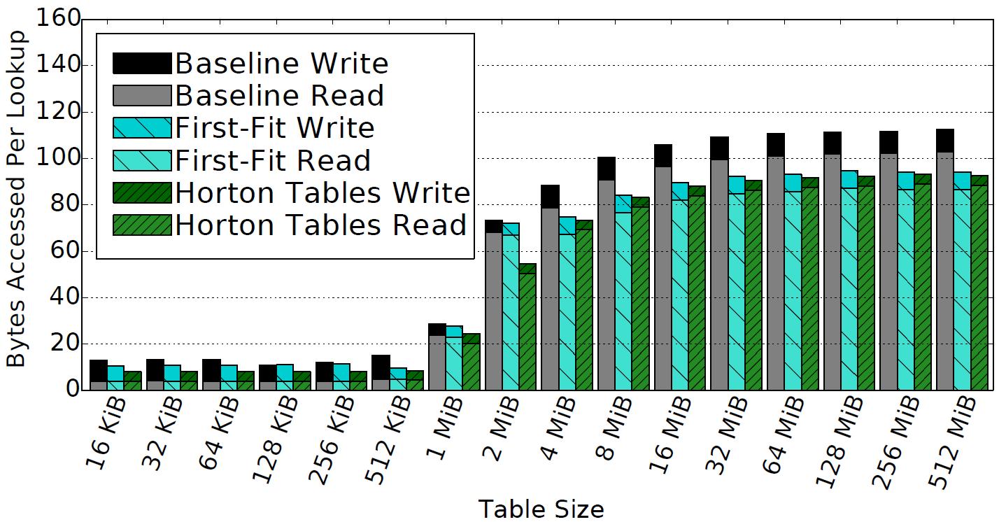 160
140
120
100
80
60
40
20
0
Bytes Accessed Per Lookup
Baseline Write
Baseline Read
First-Fit Write
First-Fit Read
Horton Tables Write
Horton Tables Read
16 KiB
32 KiB
64 KiB
128 KiB
256 KiB
512 KiB
1 MiB
2 MiB
4 MiB
8 MiB
16 MiB
32 MiB
64 MiB
128 MiB
256 MiB
512 MiB
Table Size